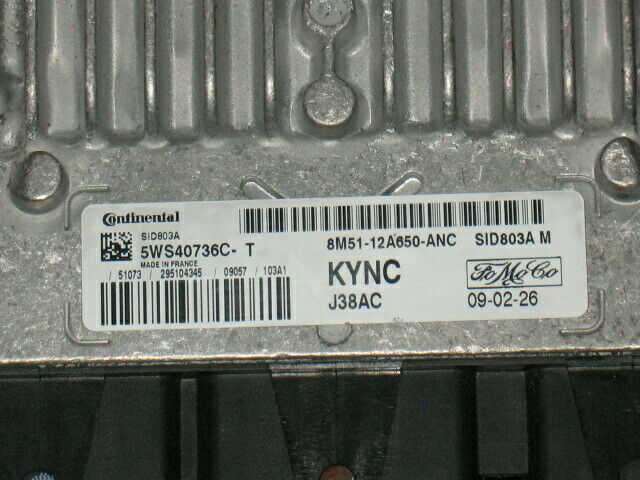 Continental
SID803A
5WS40736C- T
MADE IN FRANCE
/ 51073 / 295104345 / 09057 / 103A1
8M51-12A650-ANC SID803A M
KYNC
FoMoCo
J38AC
09-02-26